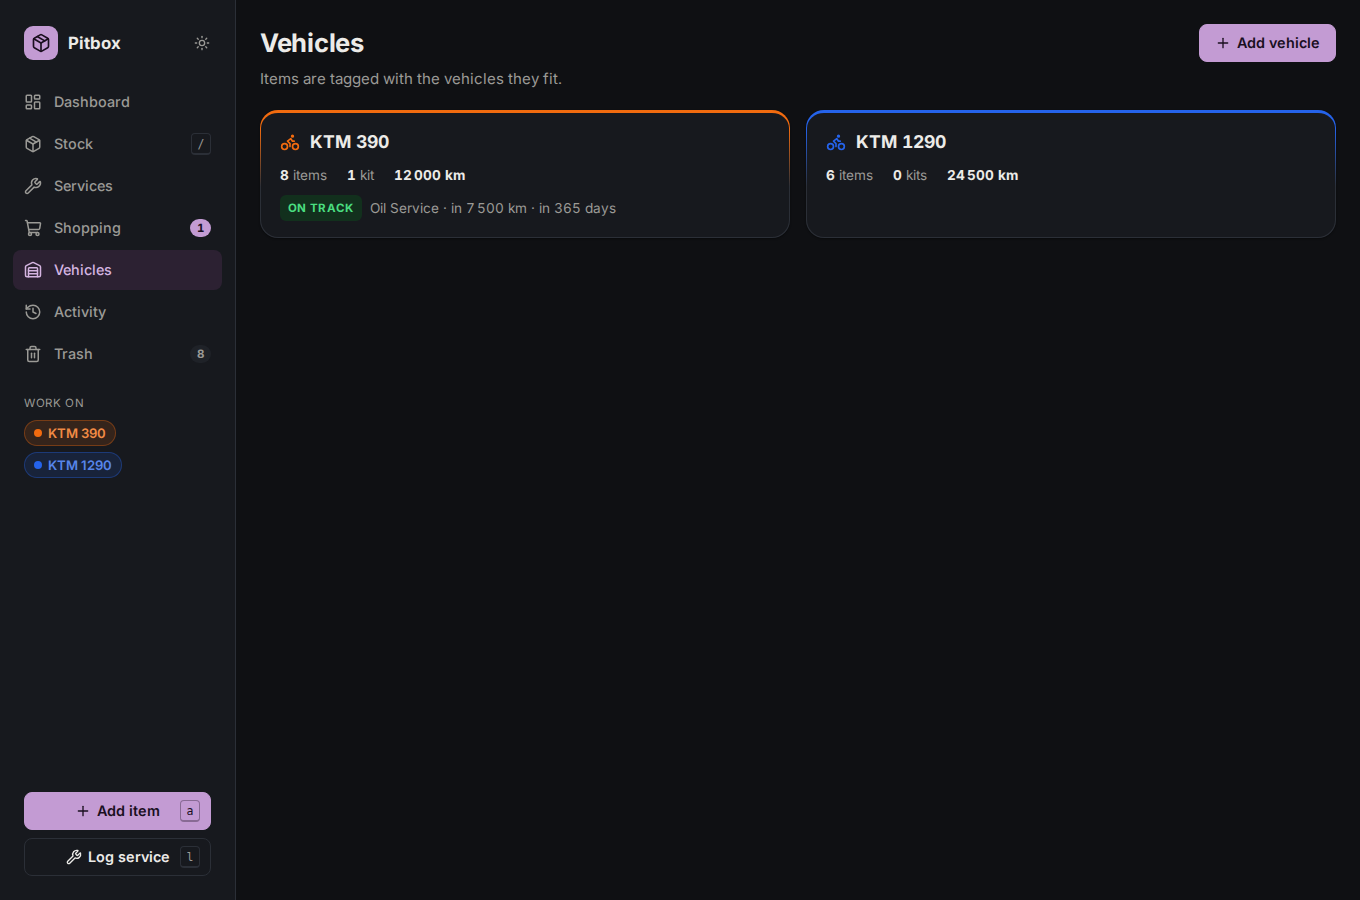 Pitbox
Dashboard
Stock /
Services
Shopping 1
Vehicles
Activity
Trash 8
WORK ON
KTM 390
KTM 1290
Add item a
Log service l
Vehicles
Add vehicle
Items are tagged with the vehicles they fit.
KTM 390
8 items 1 kit 12 000 km
ON TRACK Oil Service · in 7 500 km · in 365 days
KTM 1290
6 items 0 kits 24 500 km